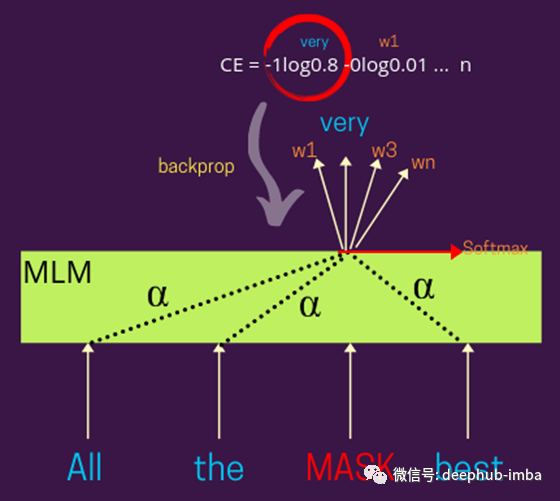 very w1
CE = -1log0.8 -0log0.01 ... n
very
w1 w3
wn
backprop
Softmax
MLM
α α α
All the MASK best
微信号: deephub-imba